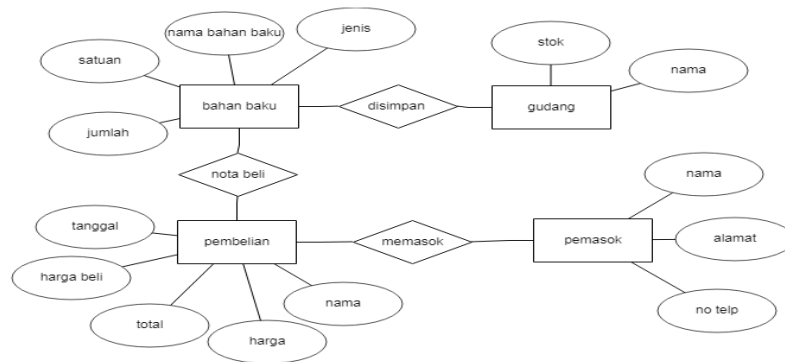 nama bahan baku
jenis
satuan
stok
nama
bahan baku
disimpan
gudang
jumlah
nota beli
nama
tanggal
pembelian
memasok
pemasok
alamat
harga beli
nama
no telp
total
harga